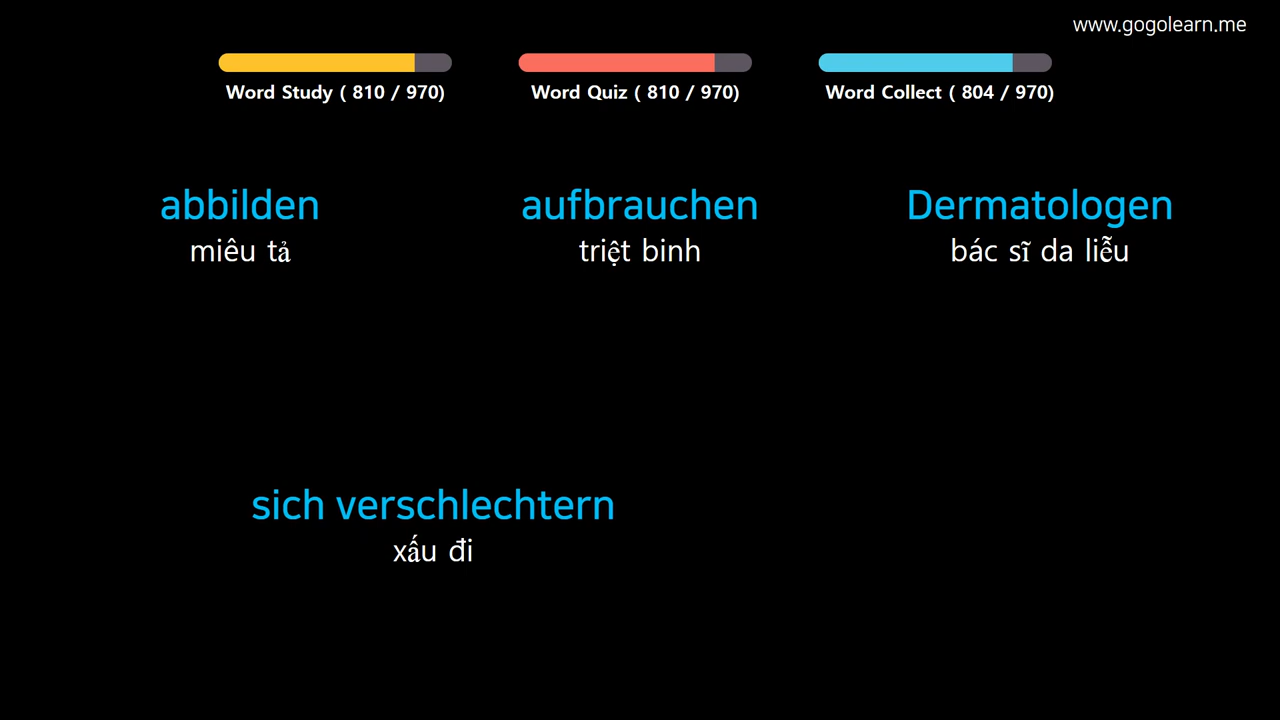 www.gogolearn.me
Word Study ( 810 / 970)
Word Quiz ( 810 / 970)
Word Collect ( 804 / 970)
abbilden
miêu tả
aufbrauchen
triệt binh
Dermatologen
bác sĩ da liễu
sich verschlechtern
xấu đi